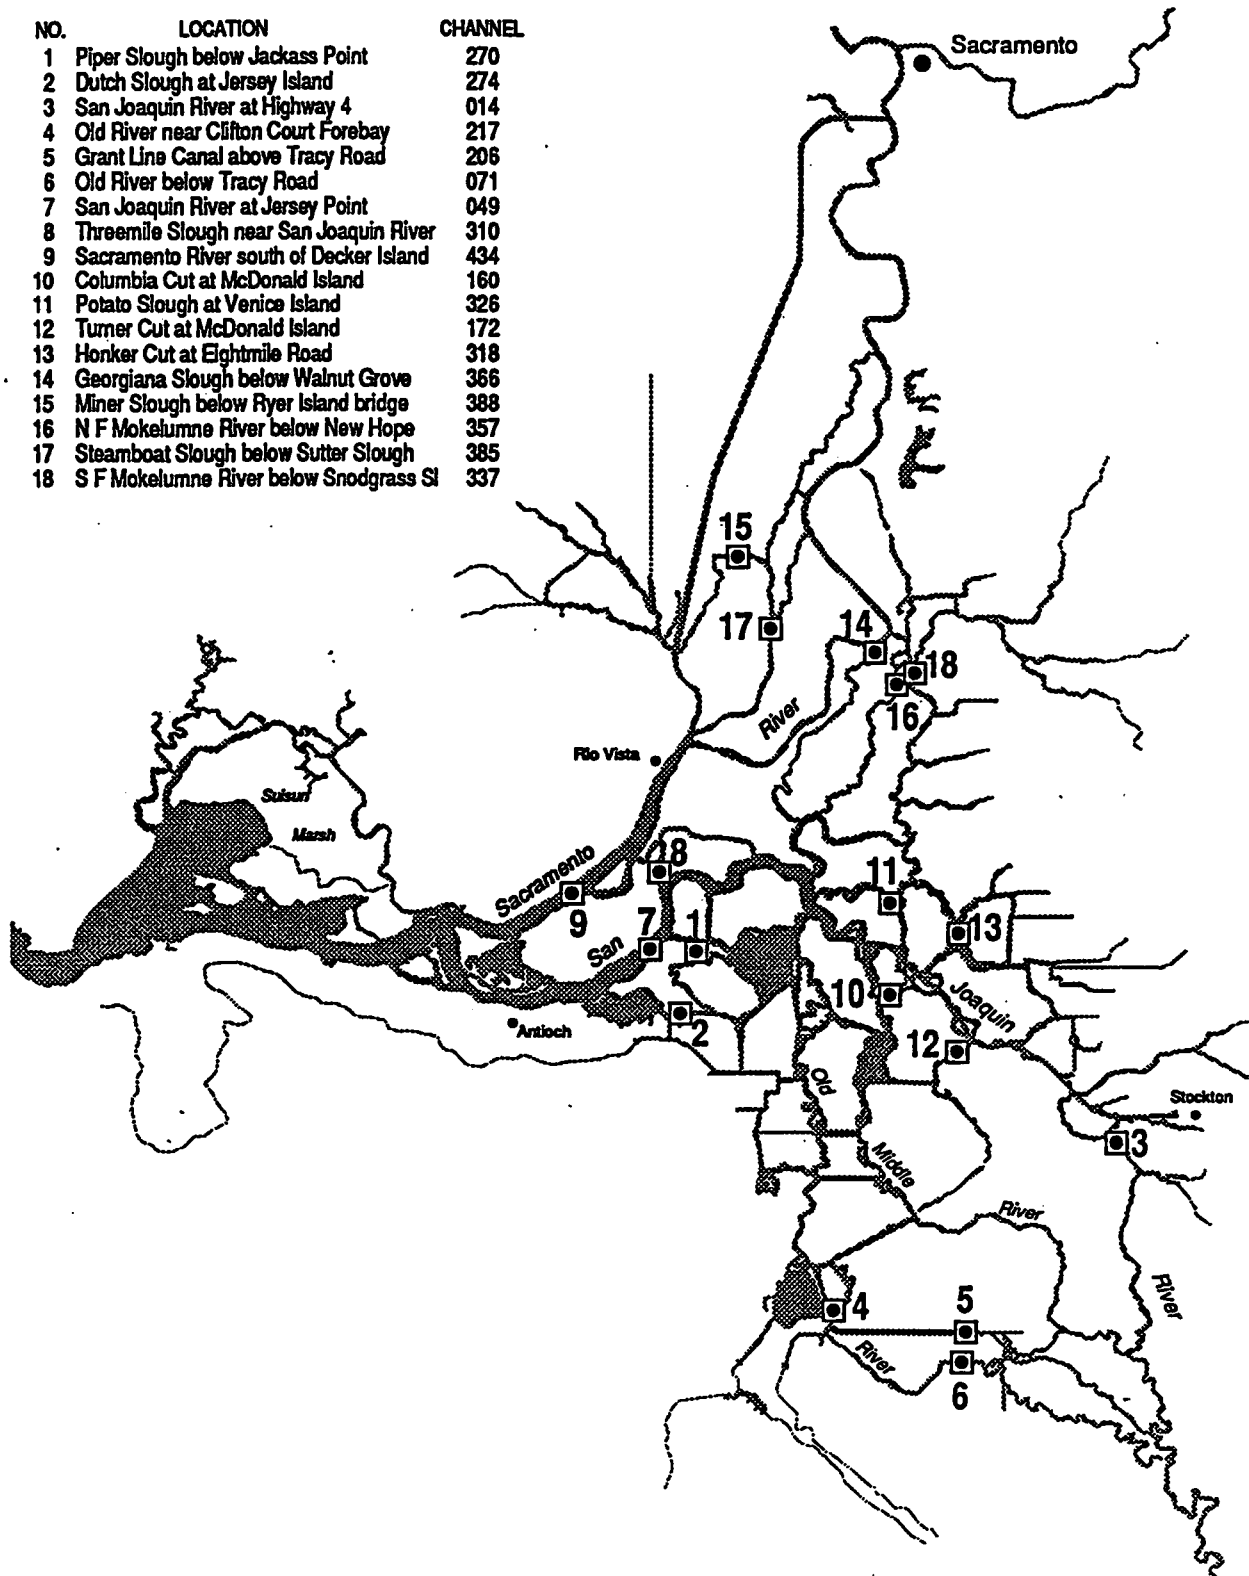 NO. LOCATION CHANNEL
1 Piper Slough below Jackass Point 270
2 Dutch Slough at Jersey Island 274
3 San Joaquin River at Highway 4 014
4 Old River near Clifton Court Forebay 217
5 Grant Line Canal above Tracy Road 206
6 Old River below Tracy Road 071
7 San Joaquin River at Jersey Point 049
8 Threemile Slough near San Joaquin River 310
9 Sacramento River south of Decker Island 434
10 Columbia Cut at McDonald Island 160
11 Potato Slough at Venice Island 326
12 Turner Cut at McDonald Island 172
13 Honker Cut at Eightmile Road 318
14 Georgiana Slough below Walnut Grove 366
15 Miner Slough below Ryer Island bridge 388
16 N F Mokelumne River below New Hope 357
17 Steamboat Slough below Sutter Slough 385
18 S F Mokelumne River below Snodgrass Sl 337
Sacramento
15
17
14
18
16
River
Rio Vista
Suisun
Marsh
8
Sacramento
9
11
7
1
San
13
10
Joaquin
2
Antioch
12
Old
Stockton
3
Middle
River
River
4
5
River
6